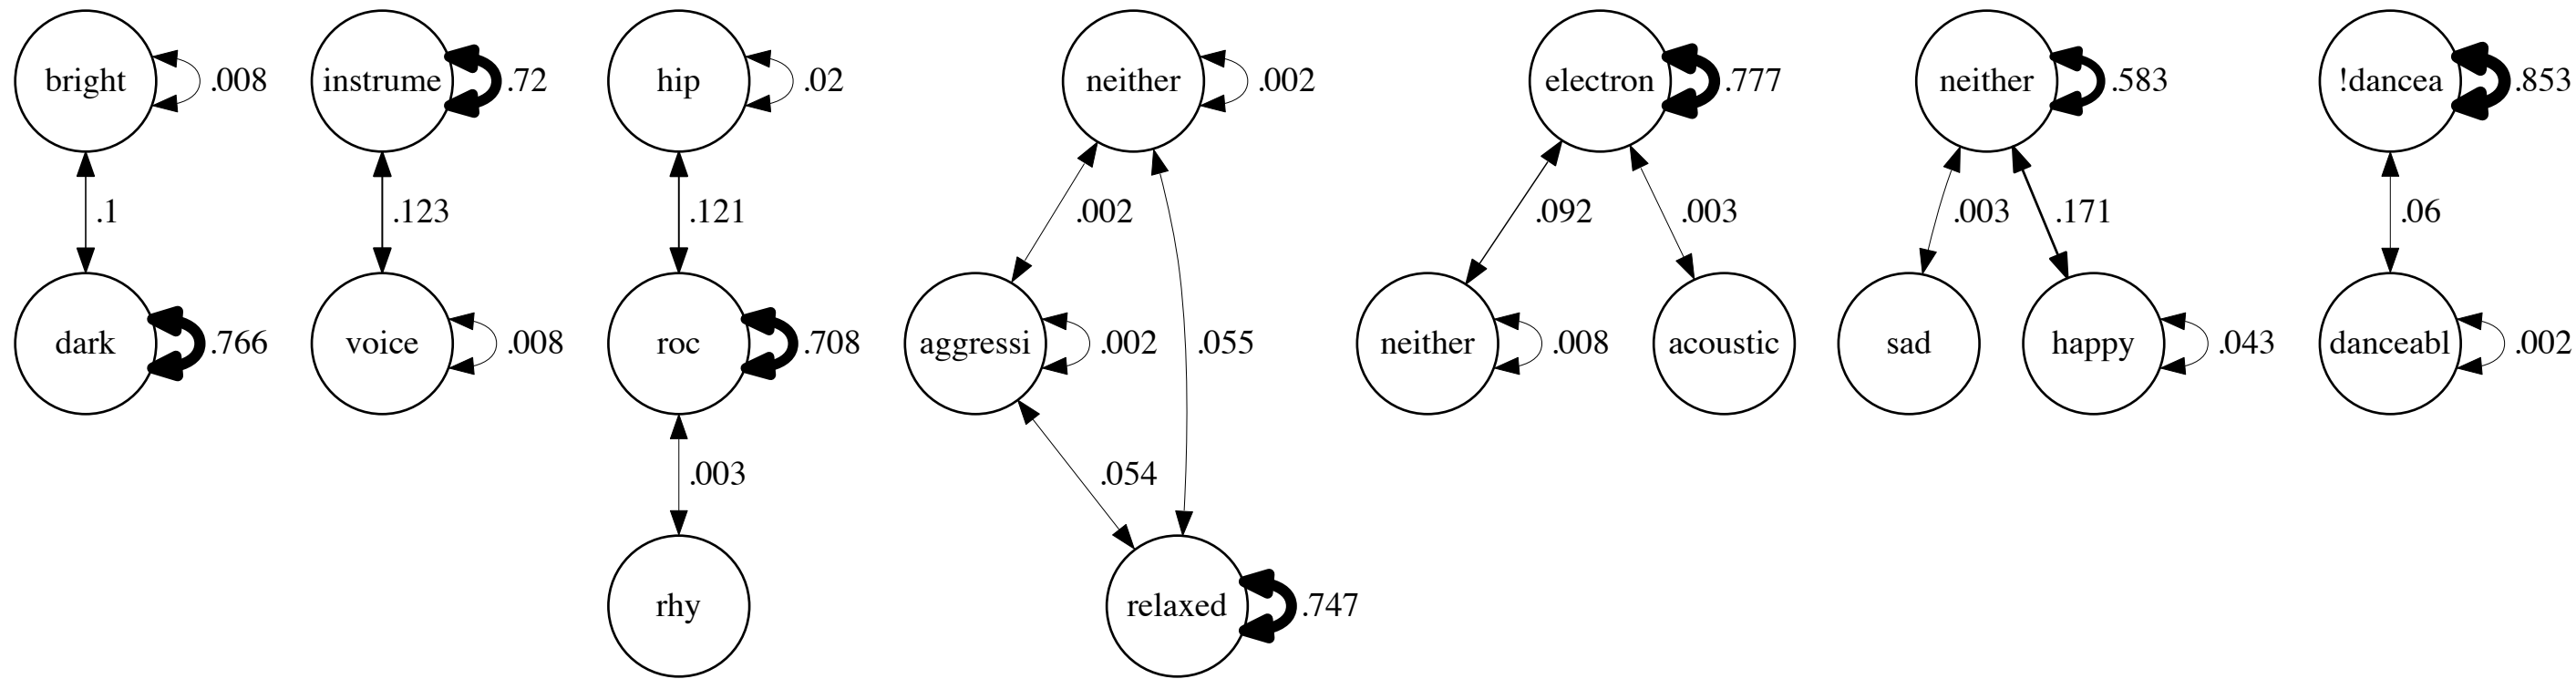 bright .008 instrume .72 hip .02 neither .002 electron .777 neither .583 !dancea .853
.1 .123 .121 .002 .092 .003 .003 .171 .06
dark .766 voice .008 roc .708 aggressi .002 .055 neither .008 acoustic sad happy .043 danceabl .002
.003 .054
rhy relaxed .747